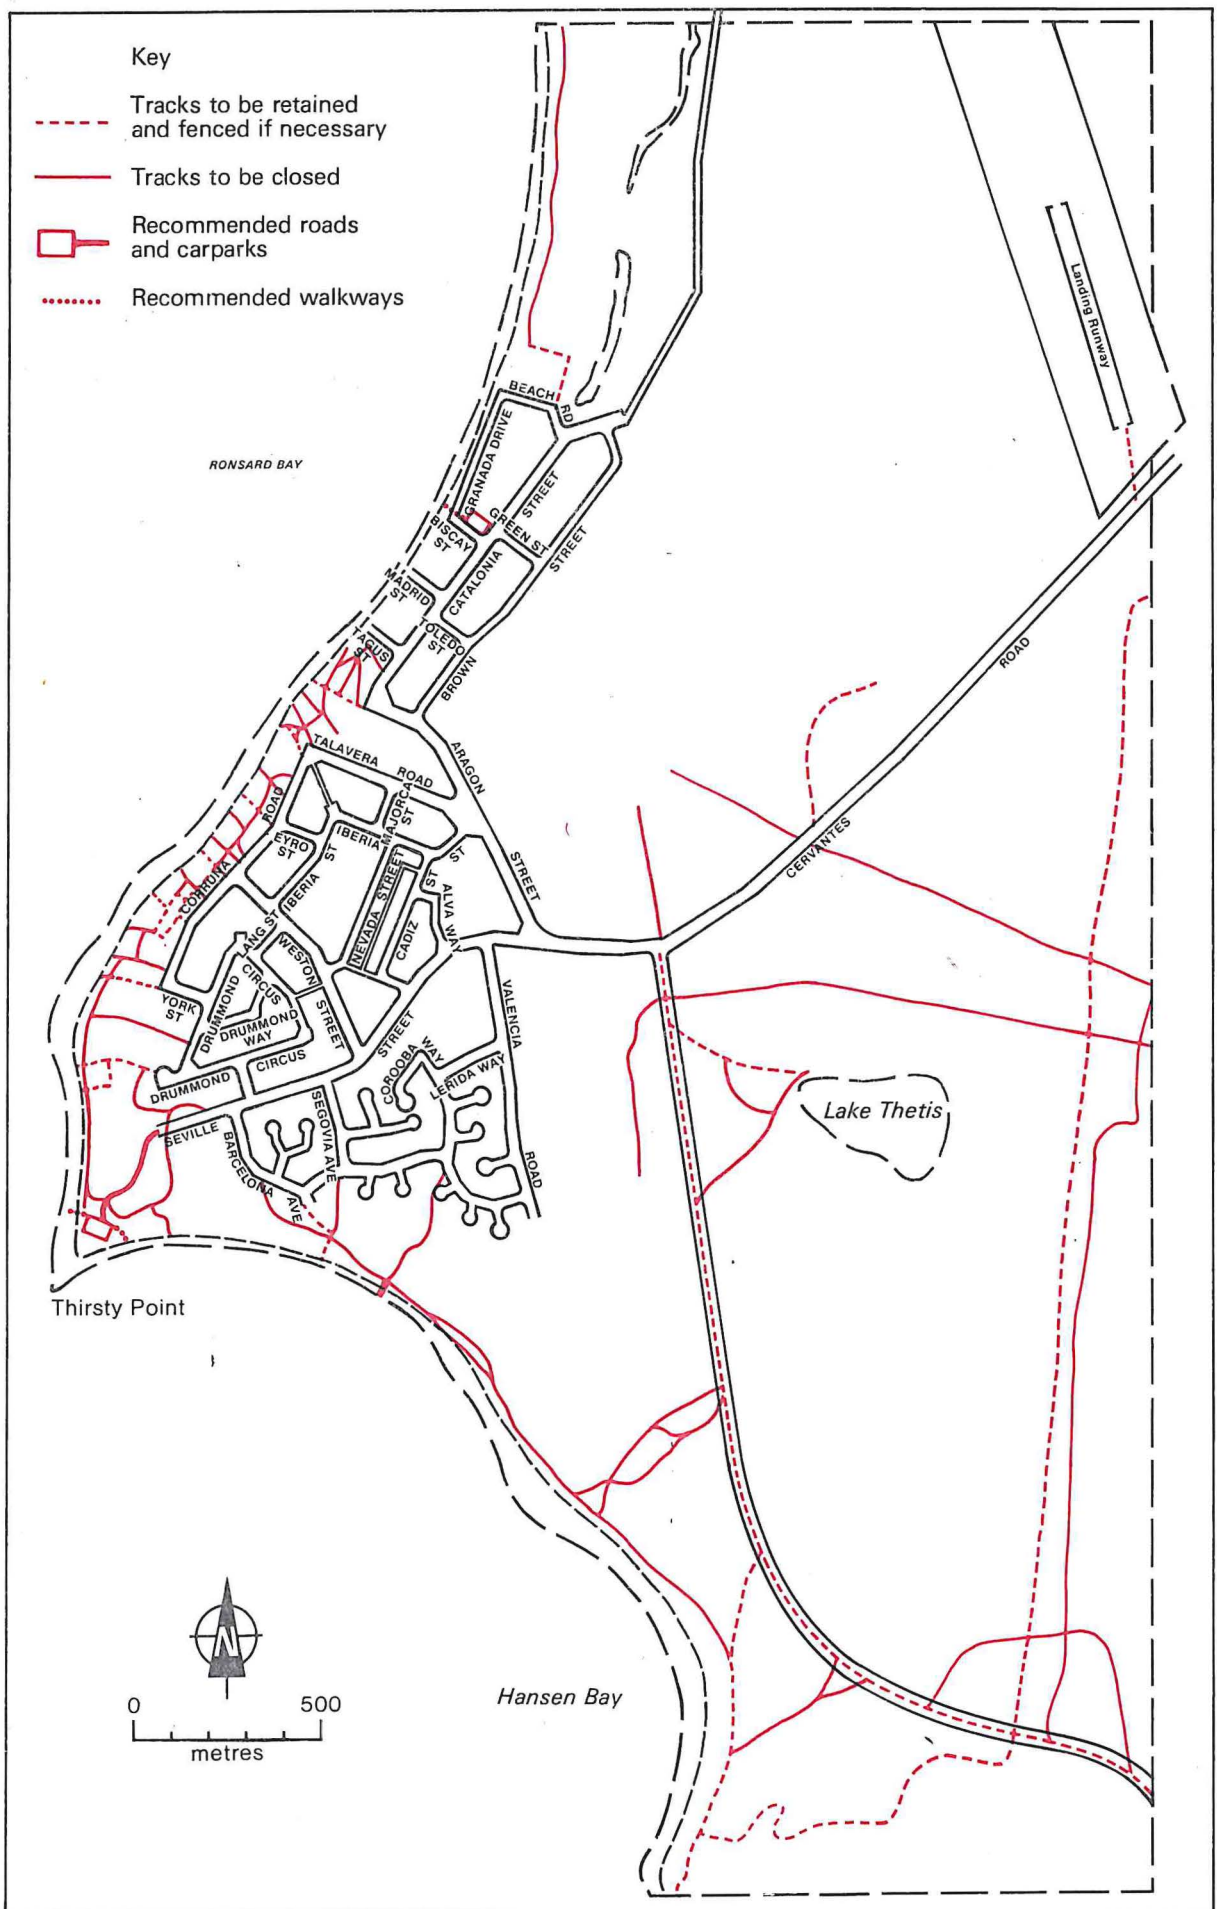 Key
Tracks to be retained
and fenced if necessary
Tracks to be closed
Recommended roads
and carparks
Recommended walkways
Landing Runway
BEACH
RD
GRANADA DRIVE
RONSARD BAY
STREET
GREEN ST
BISCAY
ST
STREET
MADRID
ST
CATALONIA
TOLEDO
ST
TAGUS
ST
BROWN
ROAD
TALAVERA
ROAD
ARAGON
ROAD
MAJORCA
ST
IBERIA
ST
EYRO
ST
CERVANTES
STREET
ST
ST
NEVADA STREET
IBERIA
CORRUNA
ALVA WAY
CADIZ
LANG ST
WESTON
STREET
CIRCUS
DRUMMOND
YORK
ST
DRUMMOND
WAY
VALENCIA
STREET
COROOBA WAY
CIRCUS
LERIDA WAY
DRUMMOND
SEGOVIA AVE
Lake Thetis
SEVILLE
BARCELONA
AVE
ROAD
Thirsty Point
N
Hansen Bay
0 500
metres